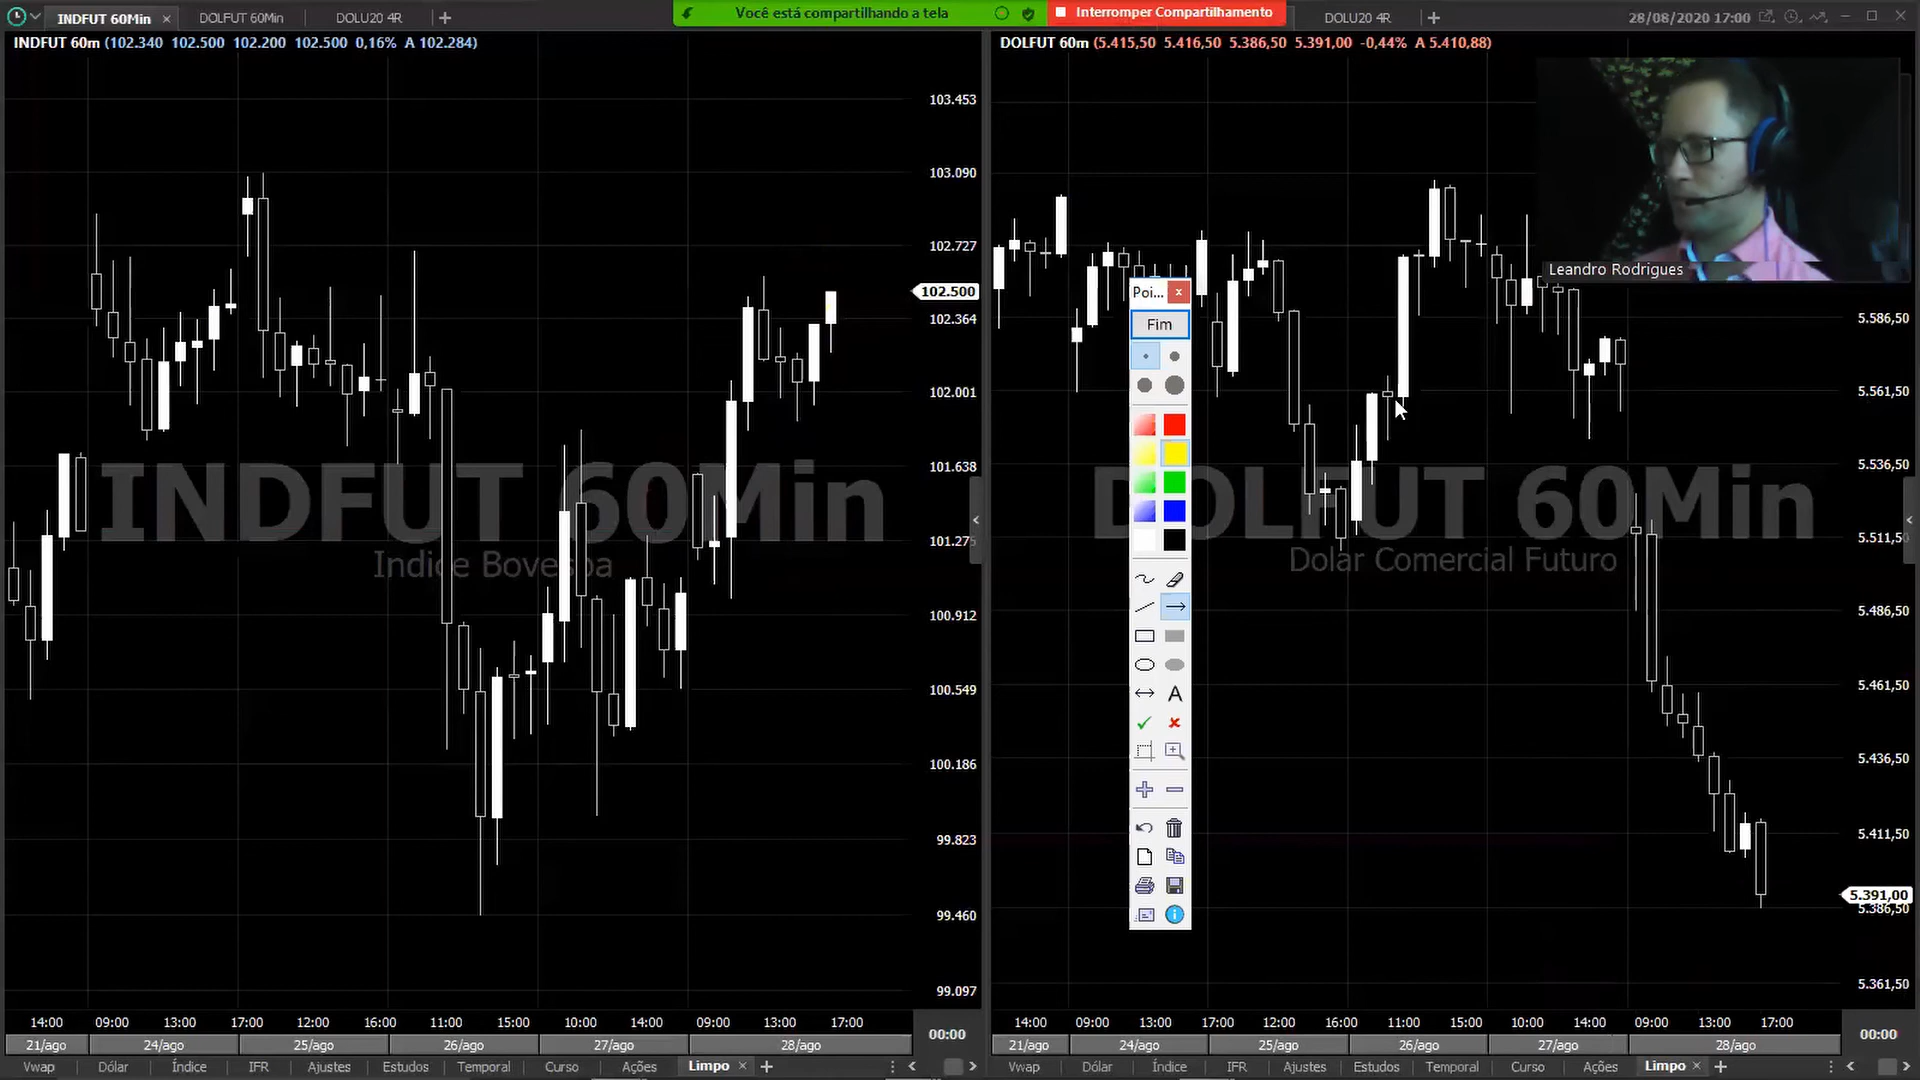 INDFUT 60Min × DOLFUT 60Min DOLU20 4R +
Você está compartilhando a tela
Interromper Compartilhamento
DOLU20 4R +
28/08/2020 17:00
INDFUT 60m (102.340 102.500 102.200 102.500 0,16% A 102.284)
DOLFUT 60m (5.415,50 5.416,50 5.386,50 5.391,00 -0,44% A 5.410,88)
Leandro Rodrigues
103.453
103.090
102.727
102.500
102.364
102.001
101.638
101.275
100.912
100.549
100.186
99.823
99.460
99.097
INDFUT 60Min
Indice Bovespa
Poi... x
Fim
A
DOLFUT 60Min
Dolar Comercial Futuro
5.586,50
5.561,50
5.536,50
5.511,50
5.486,50
5.461,50
5.436,50
5.411,50
5.391,00
5.386,50
5.361,50
14:00 09:00 13:00 17:00 12:00 16:00 11:00 15:00 10:00 14:00 09:00 13:00 17:00
00:00
21/ago 24/ago 25/ago 26/ago 27/ago 28/ago
14:00 09:00 13:00 17:00 12:00 16:00 11:00 15:00 10:00 14:00 09:00 13:00 17:00
00:00
21/ago 24/ago 25/ago 26/ago 27/ago 28/ago
Vwap Dólar Índice IFR Ajustes Estudos Temporal Curso Ações Limpo × +
Vwap Dólar Índice IFR Ajustes Estudos Temporal Curso Ações Limpo × +